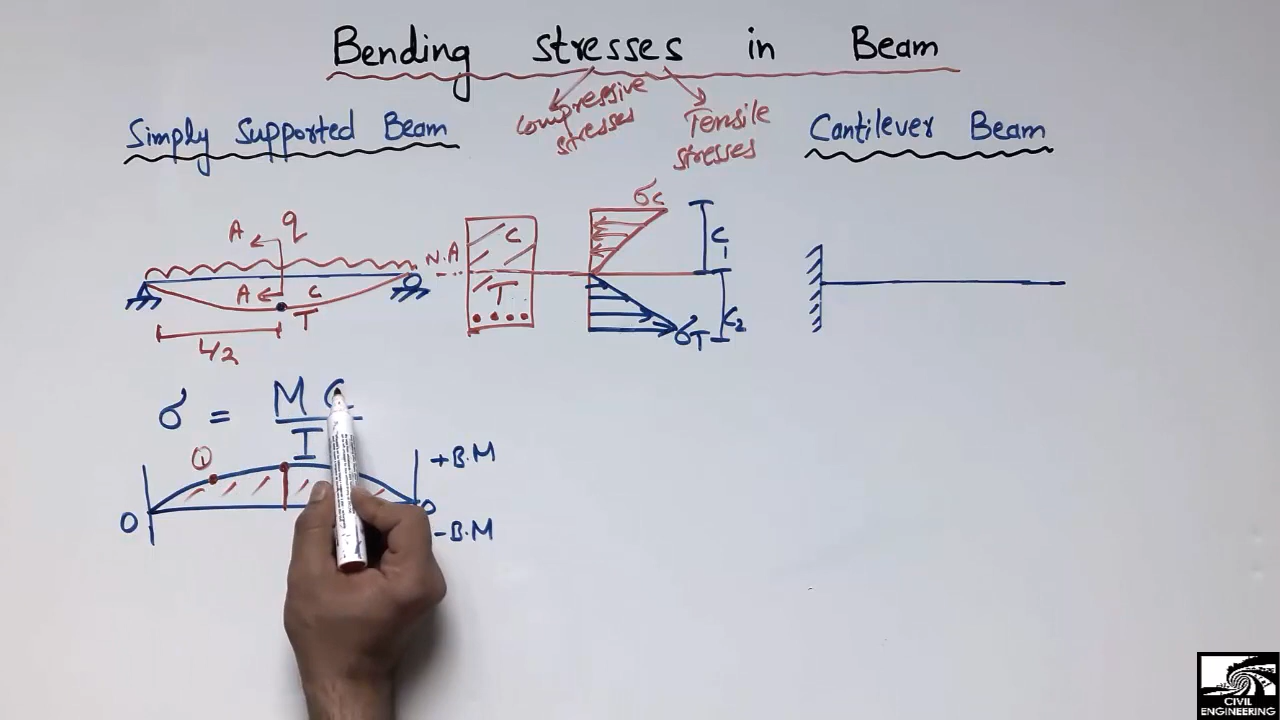 Bending stresses in Beam
compressive stresses
Tensile stresses
Simply Supported Beam
Cantilever Beam
A
q
A
C
T
L/2
N.A
C
T
σc
σT
C1
C2
σ = M C
I
Q
+B.M
0
0
-B.M
CIVIL
ENGINEERING